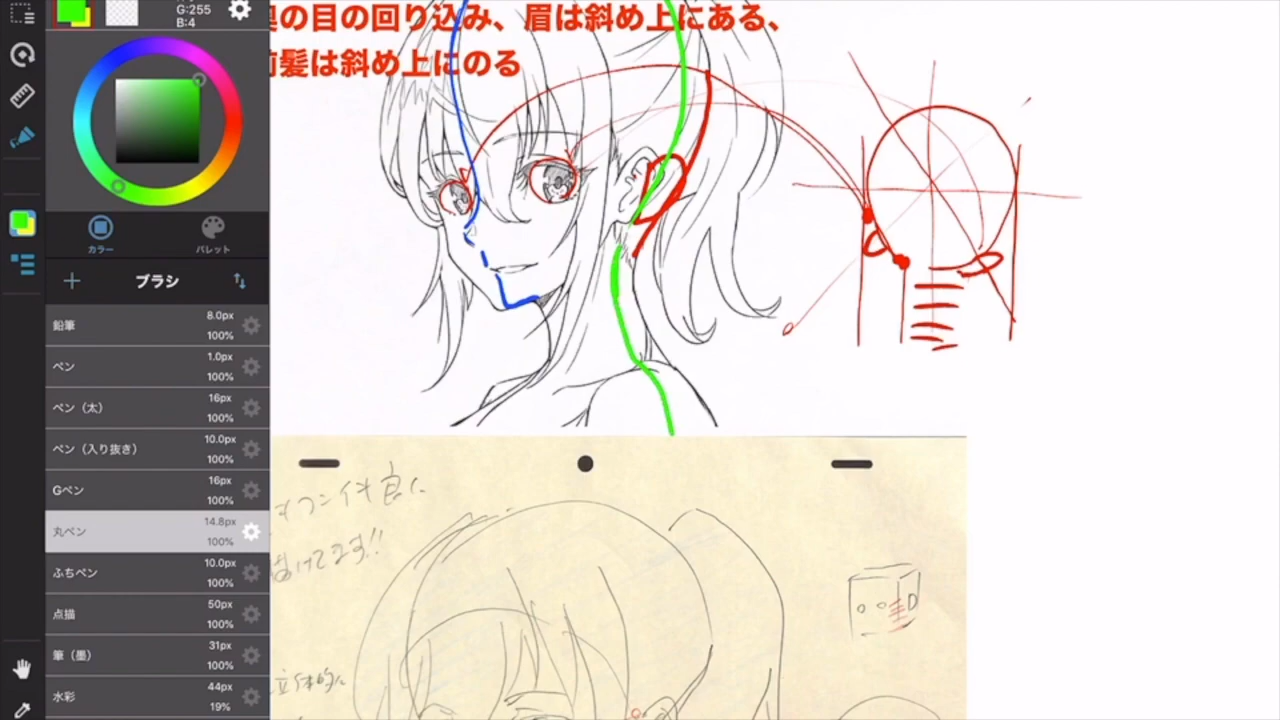 G:255
B:4
の目の回り込み、眉は斜め上にある、
前髪は斜め上にのる
カラー
パレット
ブラシ
鉛筆 8.0px 100%
ペン 1.0px 100%
ペン（太） 16px 100%
ペン（入り抜き） 10.0px 100%
Gペン 16px 100%
丸ペン 14.8px 100%
ふちペン 10.0px 100%
点描 50px 100%
筆（墨） 31px 100%
水彩 44px 19%
立体的に